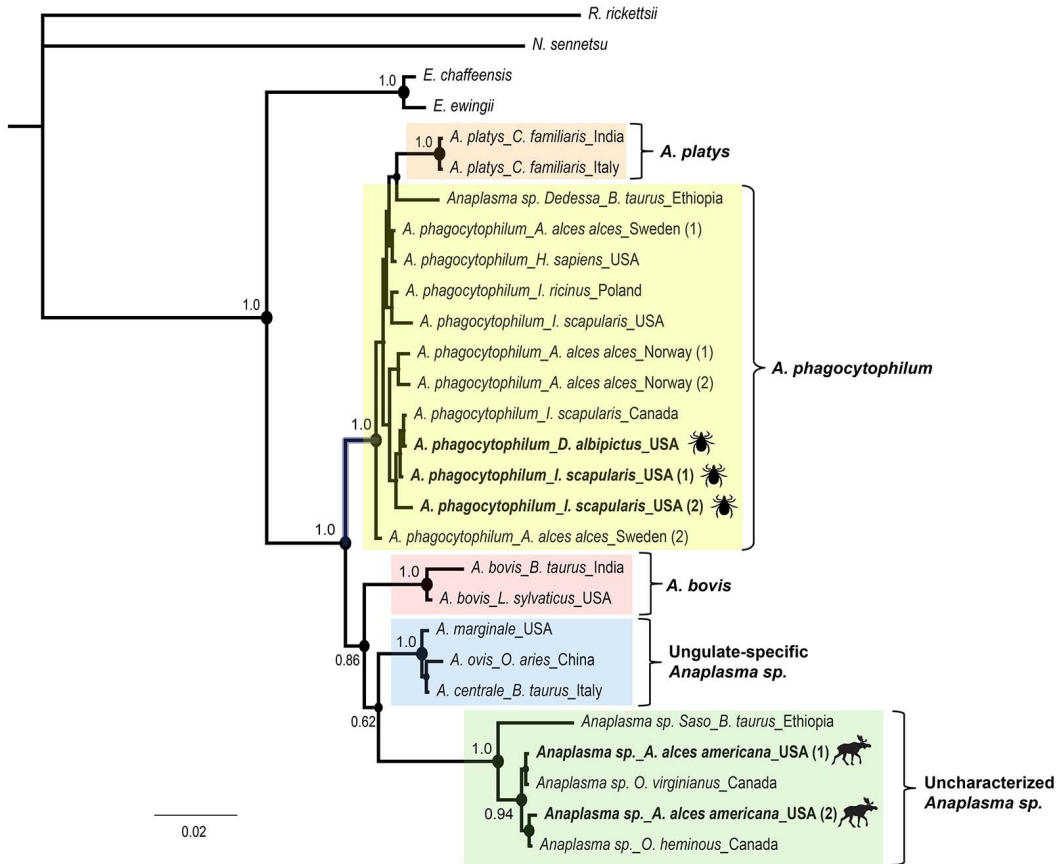 R. rickettsii
N. sennetsu
1.0
E. chaffeensis
E. ewingii
1.0
A. platys_C. familiaris_India
A. platys_C. familiaris_Italy
A. platys
Anaplasma sp. Dedessa_B. taurus_Ethiopia
A. phagocytophilum_A. alces alces_Sweden (1)
A. phagocytophilum_H. sapiens_USA
A. phagocytophilum_I. ricinus_Poland
1.0
A. phagocytophilum_I. scapularis_USA
A. phagocytophilum_A. alces alces_Norway (1)
A. phagocytophilum
A. phagocytophilum_A. alces alces_Norway (2)
A. phagocytophilum_I. scapularis_Canada
1.0
A. phagocytophilum_D. albipictus_USA
A. phagocytophilum_I. scapularis_USA (1)
A. phagocytophilum_I. scapularis_USA (2)
1.0
A. phagocytophilum_A. alces alces_Sweden (2)
A. bovis_B. taurus_India
1.0
A. bovis
A. bovis_L. sylvaticus_USA
A. marginale_USA
1.0
Ungulate-specific
Anaplasma sp.
0.86
A. ovis_O. aries_China
A. centrale_B. taurus_Italy
0.62
Anaplasma sp. Saso_B. taurus_Ethiopia
1.0
Anaplasma sp._A. alces americana_USA (1)
Anaplasma sp. O. virginianus_Canada
Uncharacterized
Anaplasma sp.
0.94
Anaplasma sp._A. alces americana_USA (2)
Anaplasma sp._O. heminous_Canada
0.02